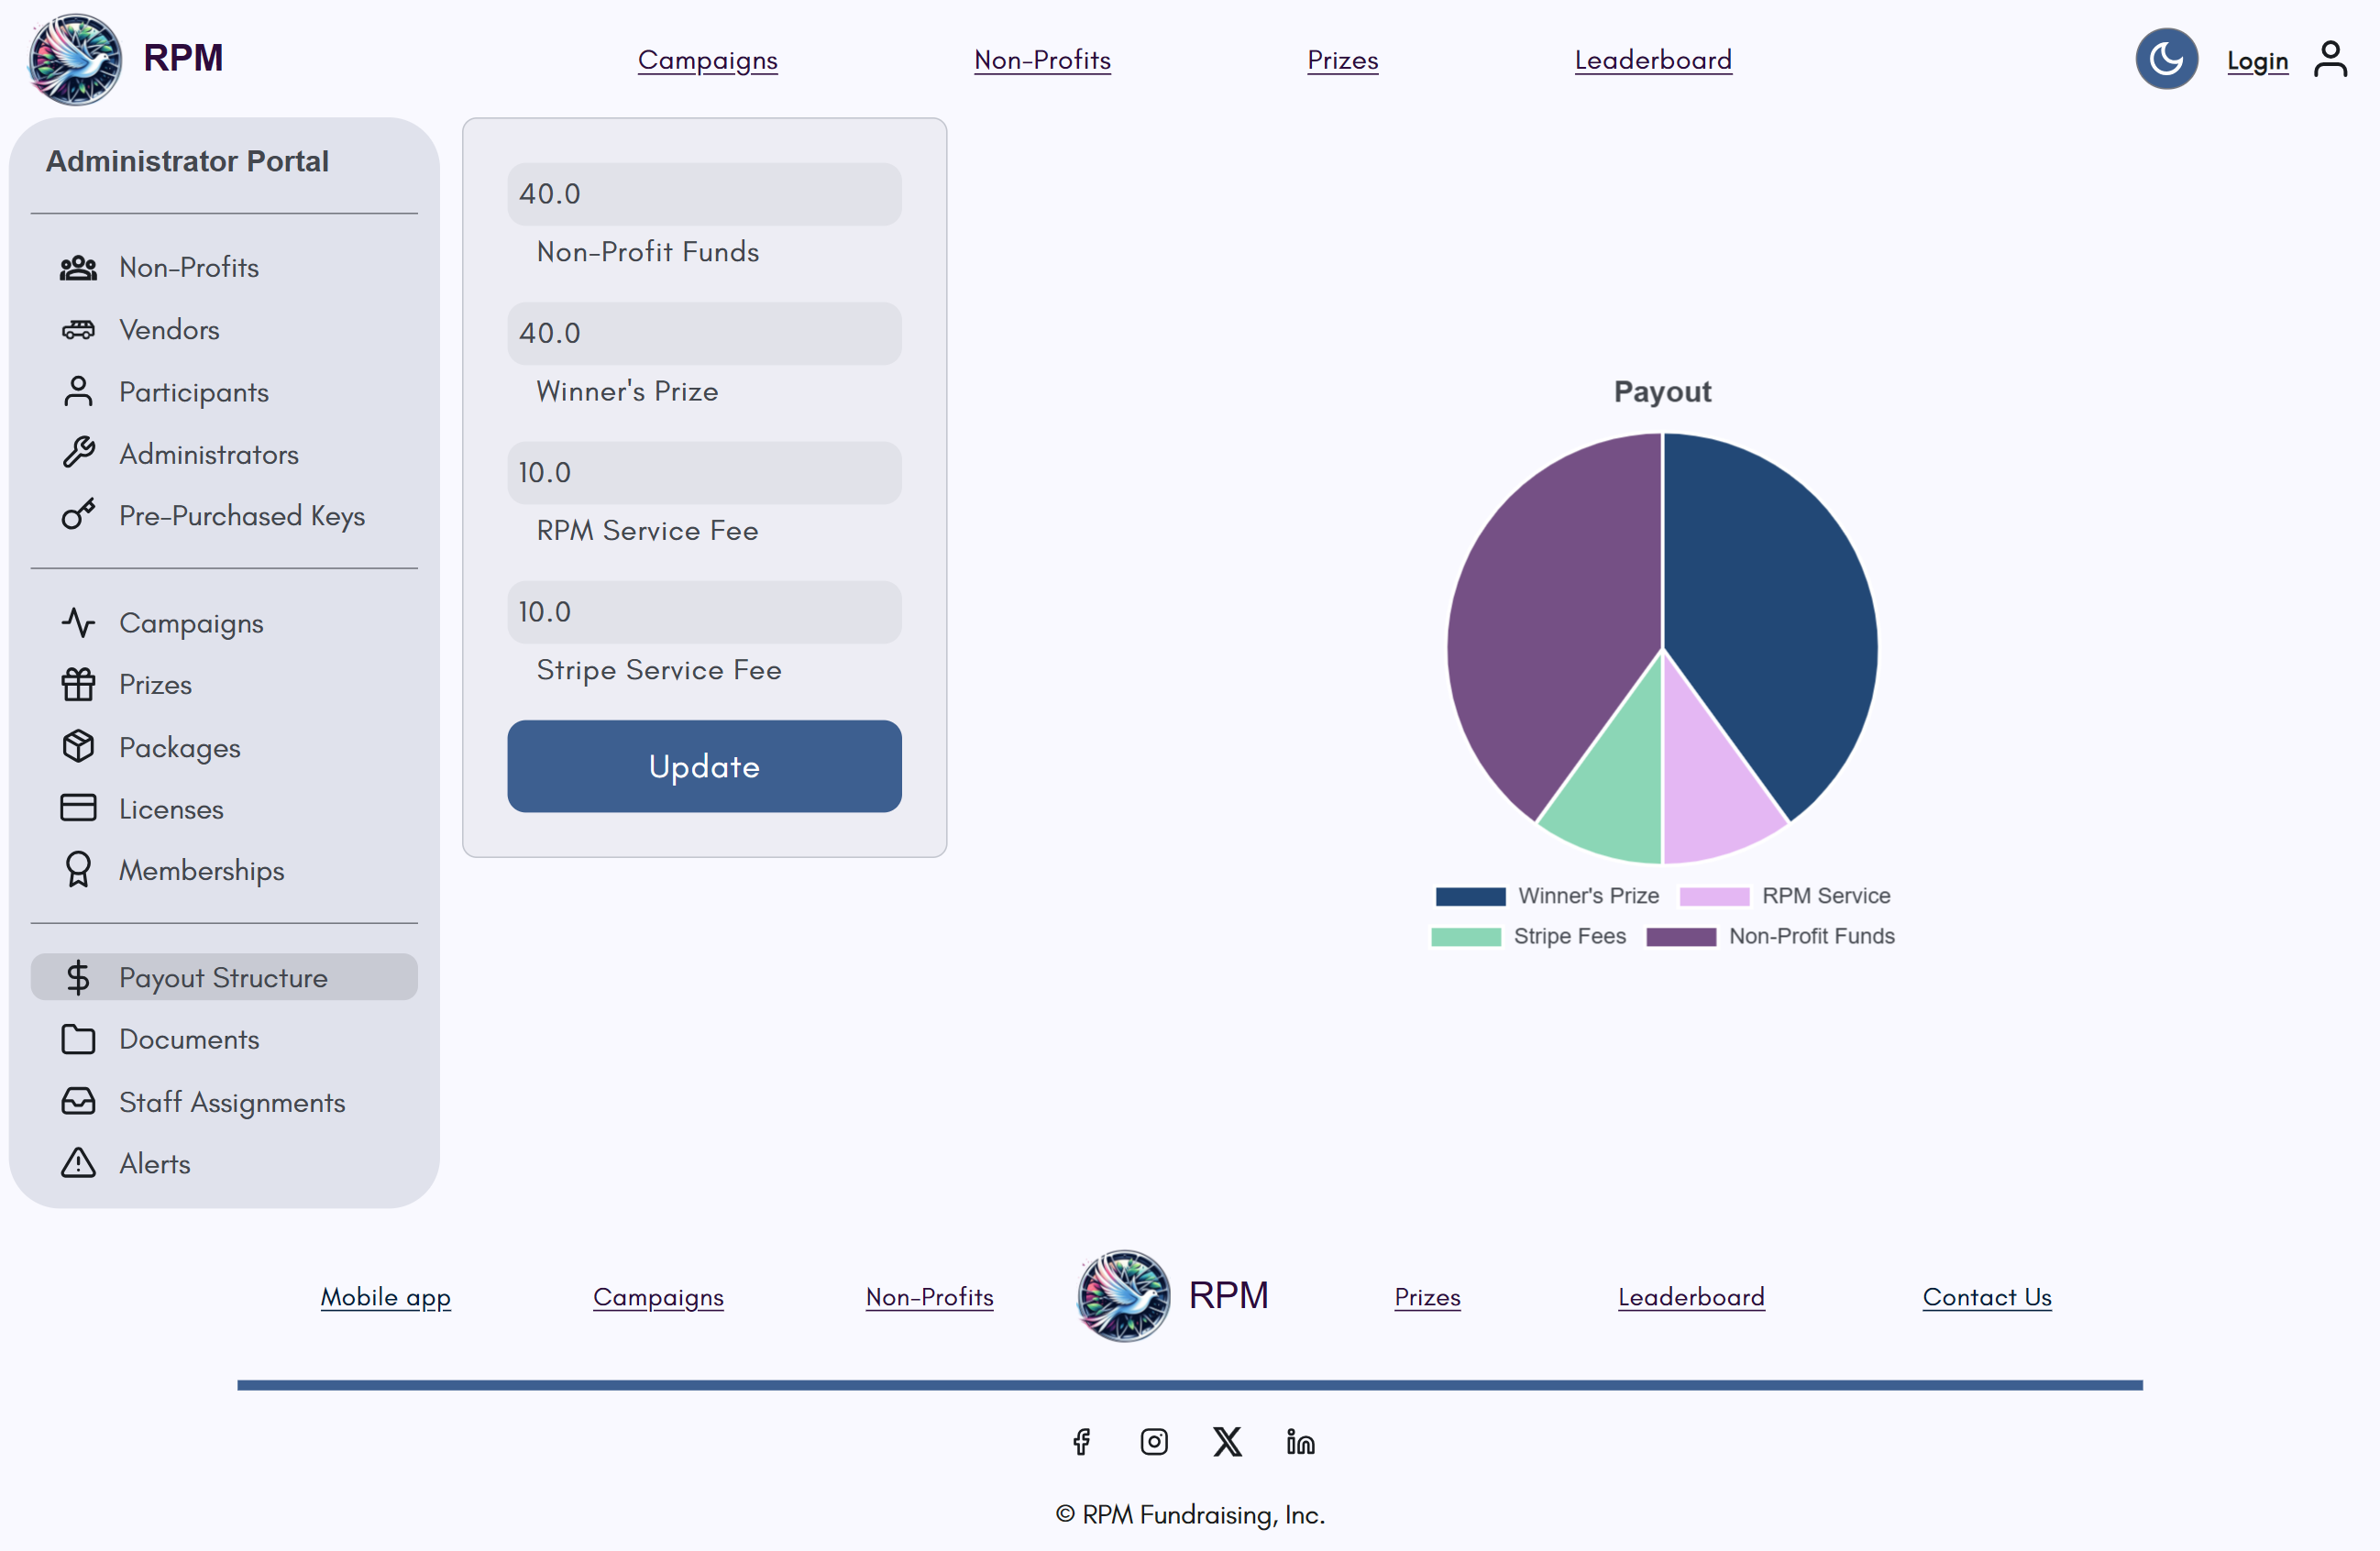 RPM
Campaigns
Non-Profits
Prizes
Leaderboard
Login
Administrator Portal
Non-Profits
Vendors
Participants
Administrators
Pre-Purchased Keys
Campaigns
Prizes
Packages
Licenses
Memberships
Payout Structure
Documents
Staff Assignments
Alerts
40.0
Non-Profit Funds
40.0
Winner's Prize
10.0
RPM Service Fee
10.0
Stripe Service Fee
Update
Payout
Winner's Prize
RPM Service
Stripe Fees
Non-Profit Funds
Mobile app
Campaigns
Non-Profits
RPM
Prizes
Leaderboard
Contact Us
© RPM Fundraising, Inc.